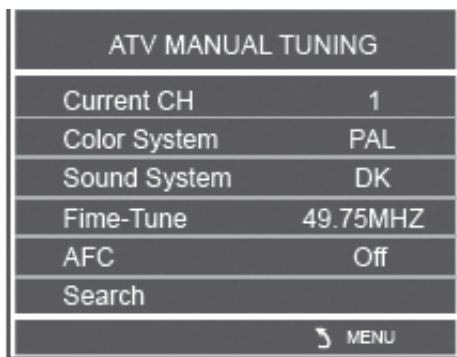 ATV MANUAL TUNING
Current CH 1
Color System PAL
Sound System DK
Fime-Tune 49.75MHZ
AFC Off
Search
MENU